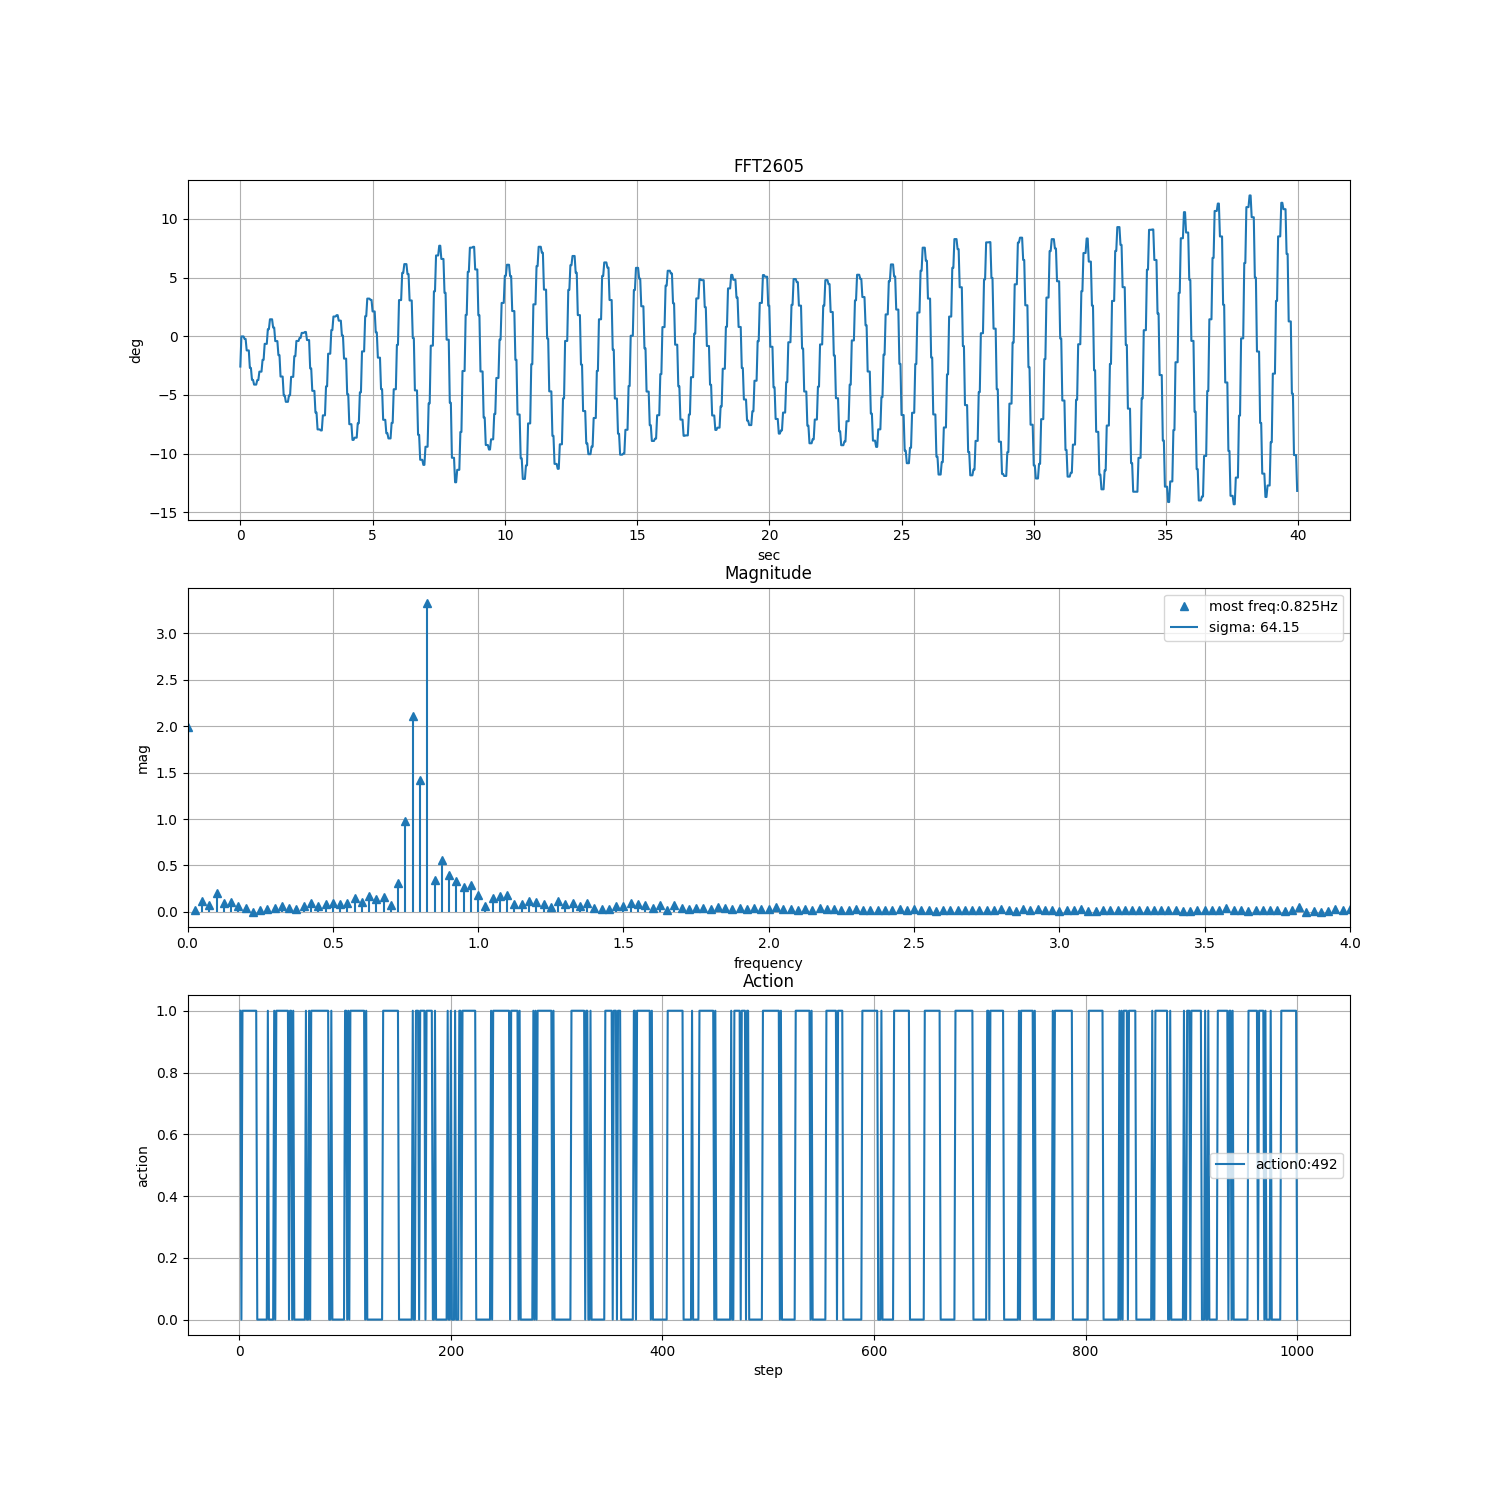 FFT2605
10
5
0
−5
−10
−15
deg
0 5 10 15 20 25 30 35 40
sec
Magnitude
most freq:0.825Hz
sigma: 64.15
3.0
2.5
2.0
1.5
1.0
0.5
0.0
mag
0.0 0.5 1.0 1.5 2.0 2.5 3.0 3.5 4.0
frequency
Action
1.0
0.8
0.6
0.4
0.2
0.0
action
action0:492
0 200 400 600 800 1000
step